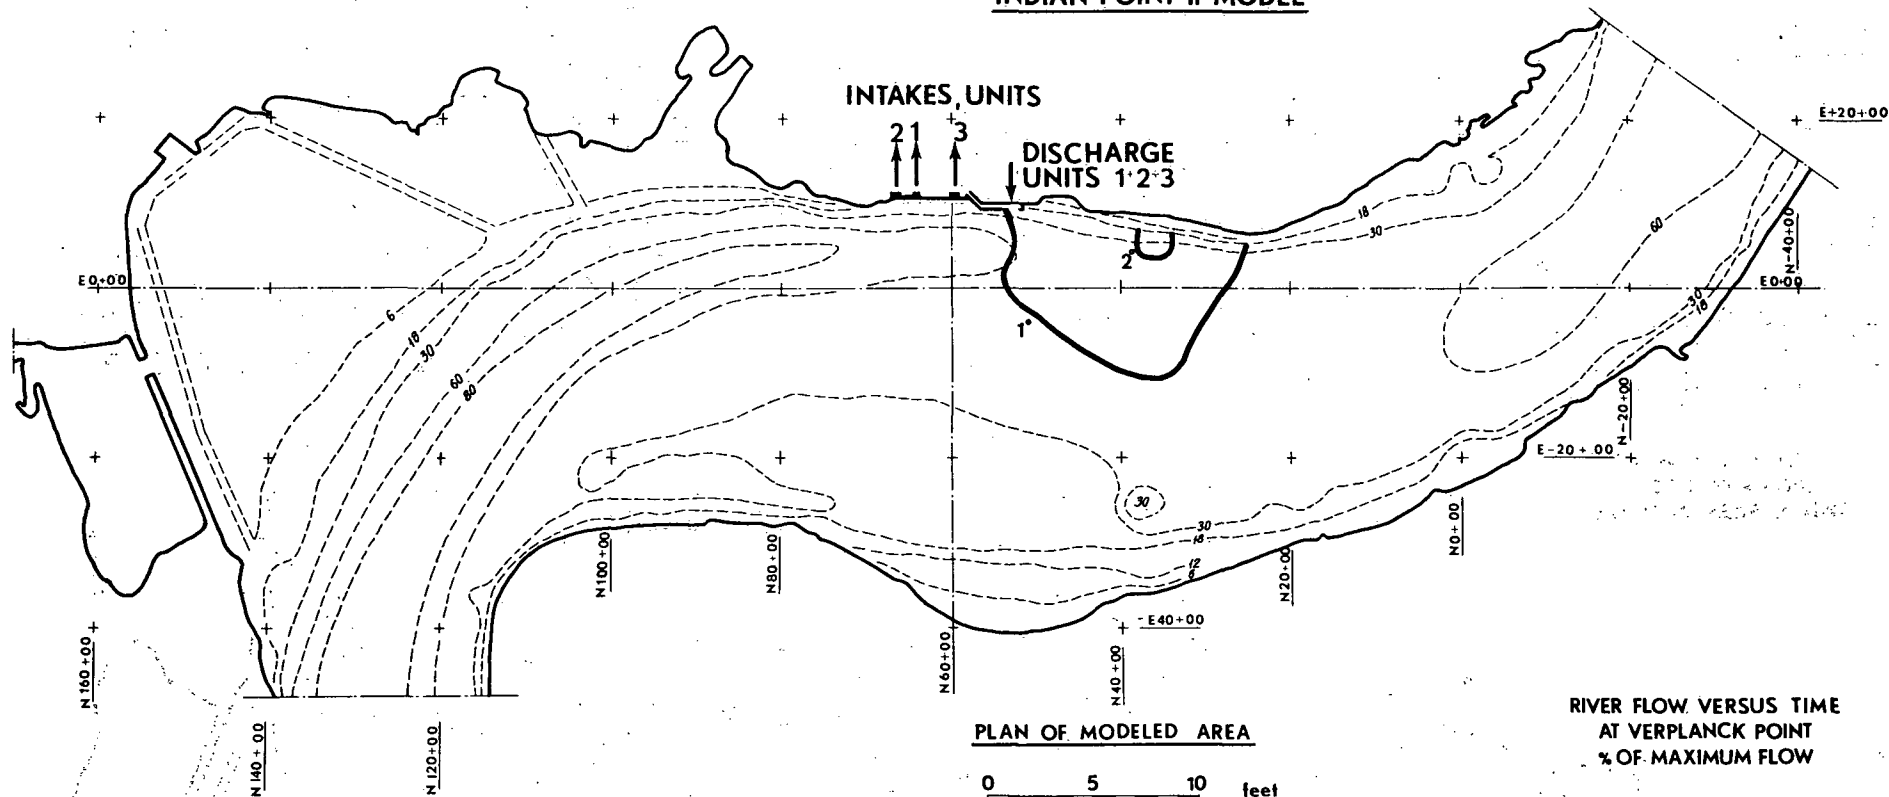 INDIAN POINT II MODEL
INTAKES, UNITS
2 1 3
DISCHARGE
UNITS 1+2+3
E+20+00
18
30
60
N-40+00
2
E0+00
E0+00
6
18
30
60
80
1°
30
18
N-20+00
E-20+00
30
30
18
12
6
N100+00
N80+00
N20+00
N0+00
E40+00
N160+00
N60+00
N40+00
N140+00
N120+00
PLAN OF MODELED AREA
0 5 10 feet
RIVER FLOW VERSUS TIME
AT VERPLANCK POINT
% OF MAXIMUM FLOW